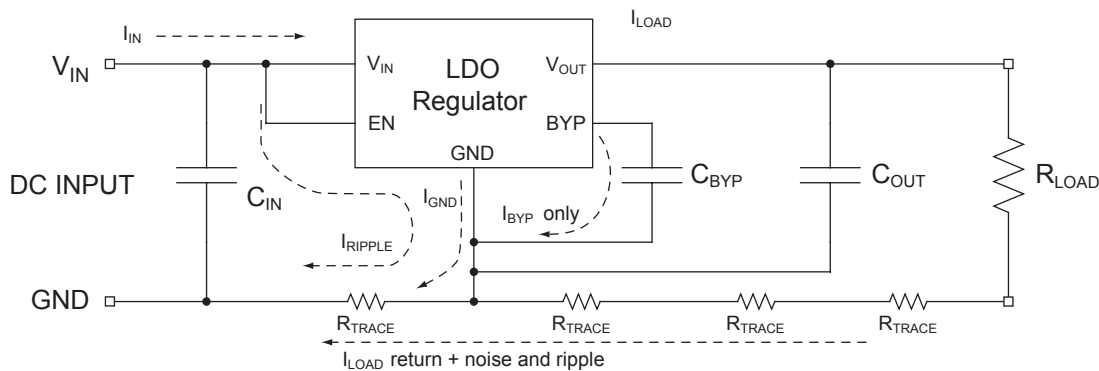 I_IN
I_LOAD
V_IN
V_IN
LDO
Regulator
V_OUT
EN
BYP
GND
DC INPUT
C_IN
I_GND
I_BYP only
C_BYP
C_OUT
R_LOAD
I_RIPPLE
GND
R_TRACE
R_TRACE
R_TRACE
R_TRACE
I_LOAD return + noise and ripple